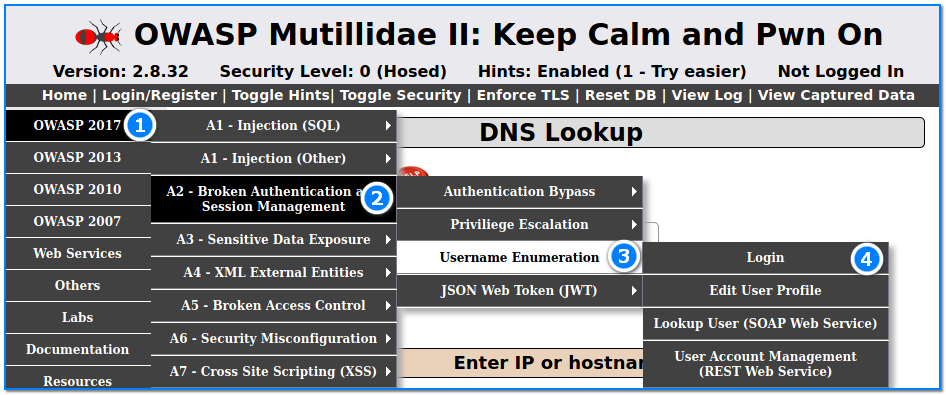 OWASP Mutillidae II: Keep Calm and Pwn On
Version: 2.8.32 Security Level: 0 (Hosed) Hints: Enabled (1 - Try easier) Not Logged In
Home | Login/Register | Toggle Hints| Toggle Security | Enforce TLS | Reset DB | View Log | View Captured Data
OWASP 2017
1
OWASP 2013
OWASP 2010
OWASP 2007
Web Services
Others
Labs
Documentation
Resources
A1 - Injection (SQL)
A1 - Injection (Other)
A2 - Broken Authentication a
Session Management
2
A3 - Sensitive Data Exposure
A4 - XML External Entities
A5 - Broken Access Control
A6 - Security Misconfiguration
A7 - Cross Site Scripting (XSS)
DNS Lookup
Authentication Bypass
Priviliege Escalation
Username Enumeration
3
JSON Web Token (JWT)
Login
4
Edit User Profile
Lookup User (SOAP Web Service)
User Account Management
(REST Web Service)
Enter IP or hostnam